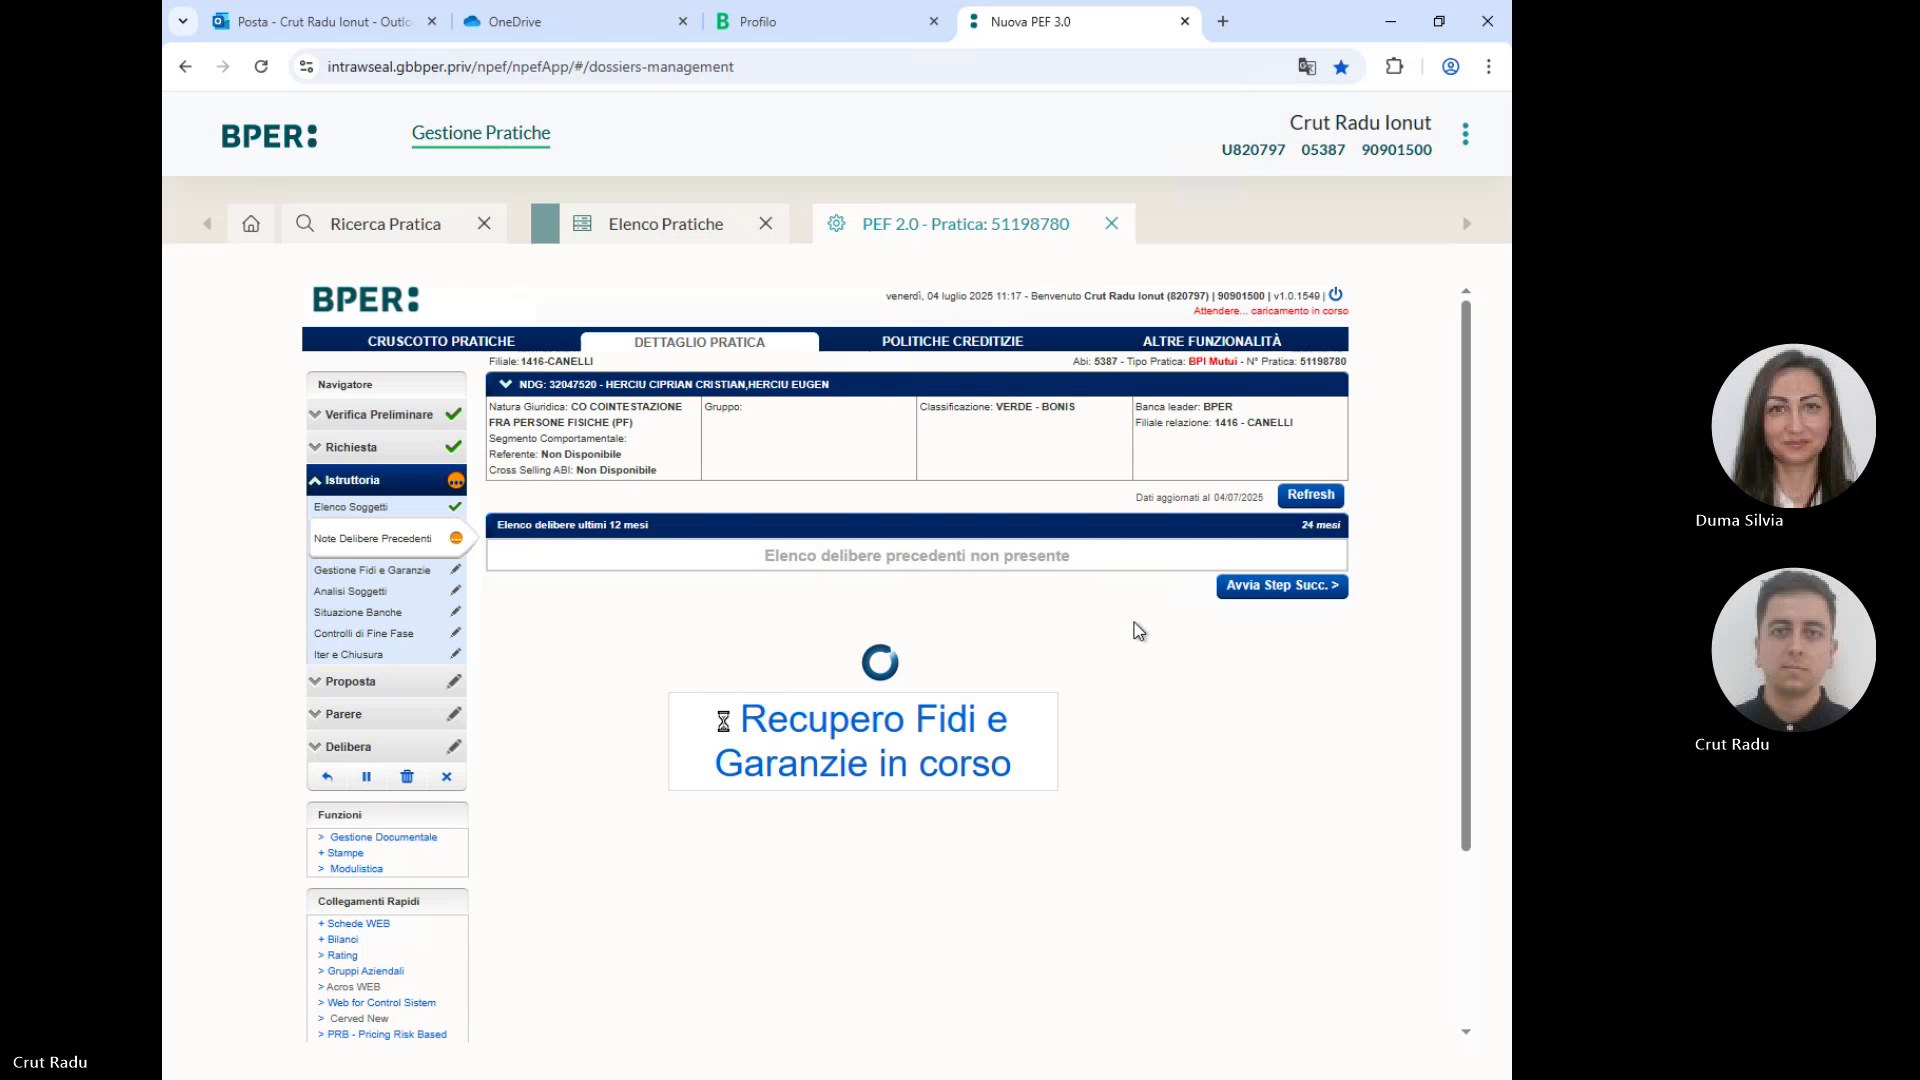 Posta - Crut Radu Ionut - Outlo
OneDrive
Profilo
Nuova PEF 3.0
intrawseal.gbbper.priv/npef/npefApp/#/dossiers-management
BPER:
Gestione Pratiche
Crut Radu Ionut
U820797 05387 90901500
Ricerca Pratica
Elenco Pratiche
PEF 2.0 - Pratica: 51198780
BPER:
venerdì, 04 luglio 2025 11:17 - Benvenuto Crut Radu Ionut (820797) | 90901500 | v1.0.1549 |
Attendere... caricamento in corso
CRUSCOTTO PRATICHE
DETTAGLIO PRATICA
POLITICHE CREDITIZIE
ALTRE FUNZIONALITÀ
Filiale: 1416-CANELLI
Abi: 5387 - Tipo Pratica: BPI Mutui - N° Pratica: 51198780
NDG: 32047520 - HERCIU CIPRIAN CRISTIAN,HERCIU EUGEN
Natura Giuridica: CO COINTESTAZIONE
FRA PERSONE FISICHE (PF)
Segmento Comportamentale:
Referente: Non Disponibile
Cross Selling ABI: Non Disponibile
Gruppo:
Classificazione: VERDE - BONIS
Banca leader: BPER
Filiale relazione: 1416 - CANELLI
Dati aggiornati al 04/07/2025
Refresh
Elenco delibere ultimi 12 mesi
24 mesi
Elenco delibere precedenti non presente
Avvia Step Succ. >
Recupero Fidi e
Garanzie in corso
Navigatore
Verifica Preliminare
Richiesta
Istruttoria
Elenco Soggetti
Note Delibere Precedenti
Gestione Fidi e Garanzie
Analisi Soggetti
Situazione Banche
Controlli di Fine Fase
Iter e Chiusura
Proposta
Parere
Delibera
Funzioni
> Gestione Documentale
+ Stampe
> Modulistica
Collegamenti Rapidi
+ Schede WEB
+ Bilanci
> Rating
> Gruppi Aziendali
> Acros WEB
> Web for Control Sistem
> Cerved New
> PRB - Pricing Risk Based
Duma Silvia
Crut Radu
Crut Radu